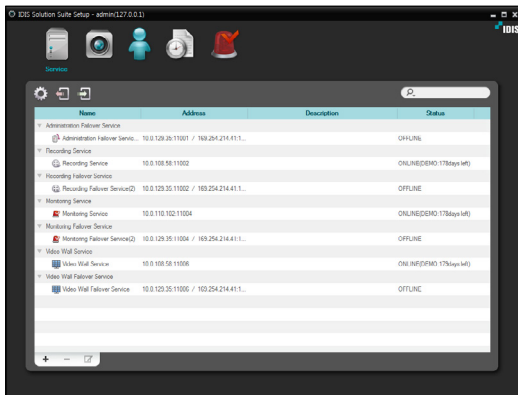 IDIS Solution Suite Setup - admin(127.0.0.1)
IDIS
Service
Name Address Description Status
Administration Failover Service
Administration Failover Servic... 10.0.129.35:11001 / 169.254.214.41:1... OFFLINE
Recording Service
Recording Service 10.0.108.58:11002 ONLINE(DEMO:178days left)
Recording Failover Service
Recording Failover Service(2) 10.0.129.35:11002 / 169.254.214.41:1... OFFLINE
Monitoring Service
Monitoring Service 10.0.110.102:11004 ONLINE(DEMO:178days left)
Monitoring Failover Service
Monitoring Failover Service(2) 10.0.129.35:11004 / 169.254.214.41:1... OFFLINE
Video Wall Service
Video Wall Service 10.0.108.58:11006 ONLINE(DEMO:179days left)
Video Wall Failover Service
Video Wall Failover Service 10.0.129.35:11006 / 169.254.214.41:1... OFFLINE